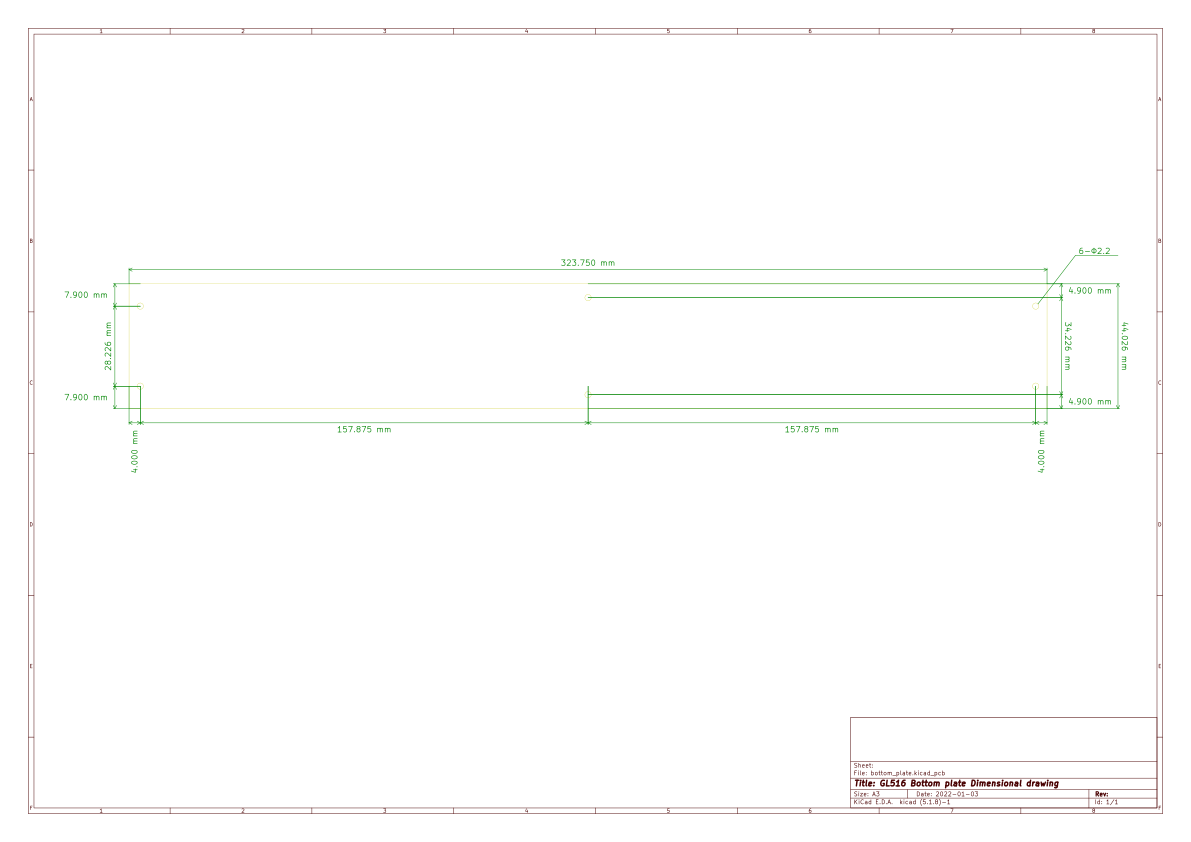 1 2 3 4 5 6 7 8
A A
6-Φ2.2
B B
323.750 mm
7.900 mm
4.900 mm
28.226 mm
34.226 mm
44.026 mm
C C
7.900 mm
4.900 mm
157.875 mm
157.875 mm
4.000 mm
4.000 mm
D D
E E
Sheet:
File: bottom_plate.kicad_pcb
Title: GL516 Bottom plate Dimensional drawing
Size: A3 Date: 2022-01-03 Rev:
KiCad E.D.A. kicad (5.1.8)-1 Id: 1/1
F F
1 2 3 4 5 6 7 8